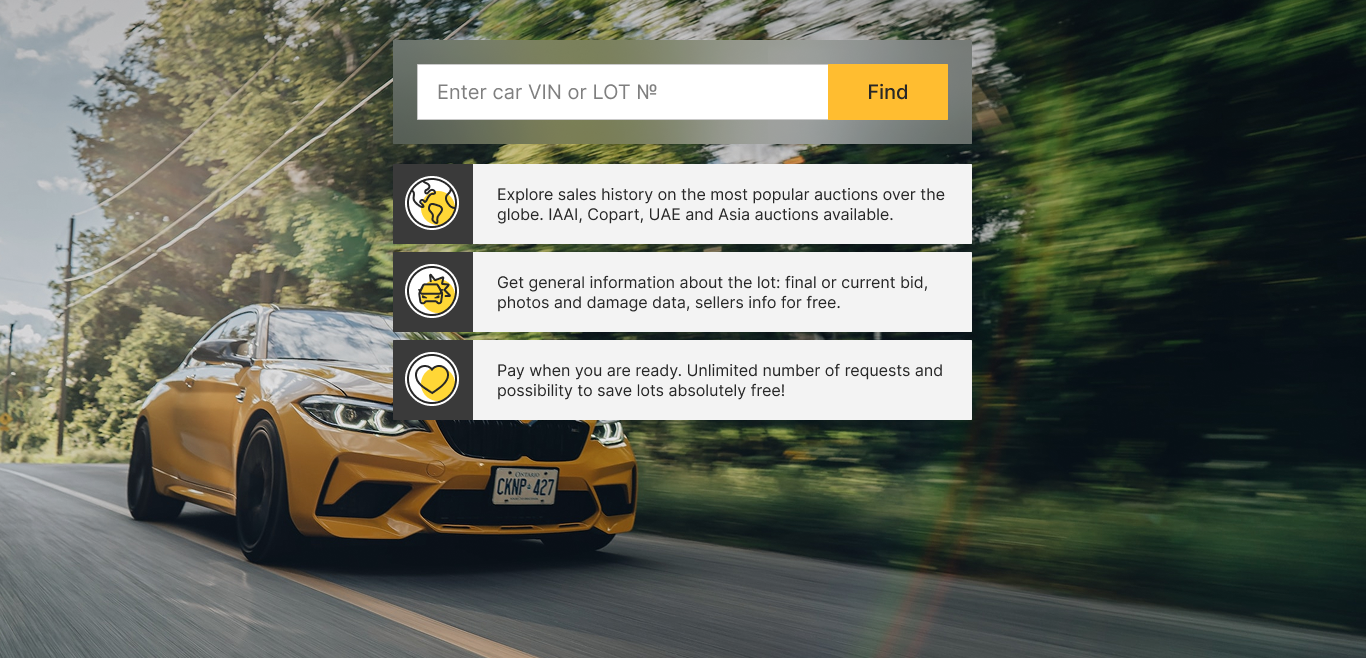 Enter car VIN or LOT №
Find
Explore sales history on the most popular auctions over the
globe. IAAI, Copart, UAE and Asia auctions available.
Get general information about the lot: final or current bid,
photos and damage data, sellers info for free.
Pay when you are ready. Unlimited number of requests and
possibility to save lots absolutely free!
ONTARIO
CKNP 427